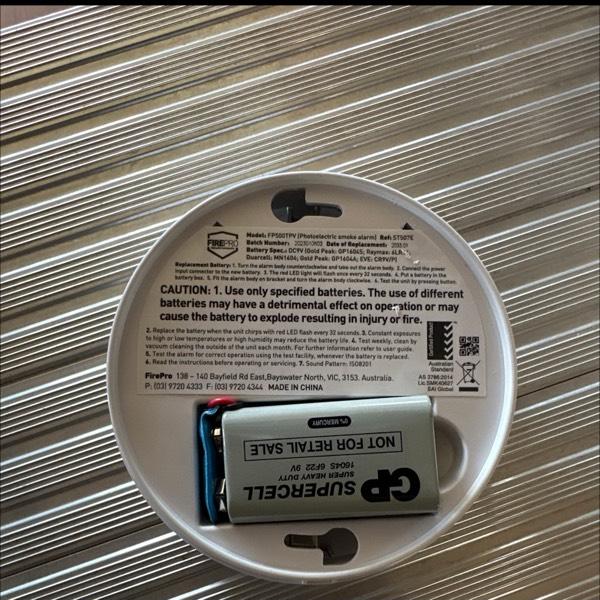 FIREPRO
Model: FP500TPV (Photoelectric smoke alarm) Ref: ST507E
Batch Number: Date of Replacement: 2033.01
Battery Spec.: DC9V (Gold Peak: GP1604S; Raymax: 6LR61;
Duarcell: MN1604; Gold Peak: GP1604A; EVE: CR9V/P)
Replacement Battery: 1. Turn the alarm body counterclockwise and take out the alarm body. 2. Connect the power
input connector to the new battery. 3. The red LED light will flash once every 32 seconds. 4. Put a battery in the
battery box. 5. Fit the alarm body on bracket and turn the alarm body clockwise. 6. Test the unit by pressing button.
CAUTION: 1. Use only specified batteries. The use of different
batteries may have a detrimental effect on operation or may
cause the battery to explode resulting in injury or fire.
2. Replace the battery when the unit chirps with red LED flash every 32 seconds. 3. Constant exposures
to high or low temperatures or high humidity may reduce the battery life. 4. Test weekly, clean by
vacuum cleaning outside of the unit each month. For further information refer to user guide.
5. Test the alarm for correct operation using the test facility, whenever the battery is replaced.
6. Read the instructions before operating or servicing. 7. Sound Pattern: ISO8201
FirePro 138 – 140 Bayfield Rd East,Bayswater North, VIC, 3153. Australia.
P: (03) 9720 4333 F: (03) 9720 4344 MADE IN CHINA
Certified Product
Australian
Standard
AS 3786:2014
Lic.SMK40627
SAI Global
0% MERCURY
NOT FOR RETAIL SALE
1604S 6F22 9V
SUPER HEAVY DUTY
GP SUPERCELL